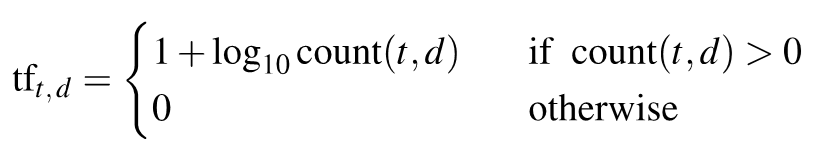 tf_{t,d} = { 1 + log_{10} count(t,d) if count(t,d) > 0
0 otherwise